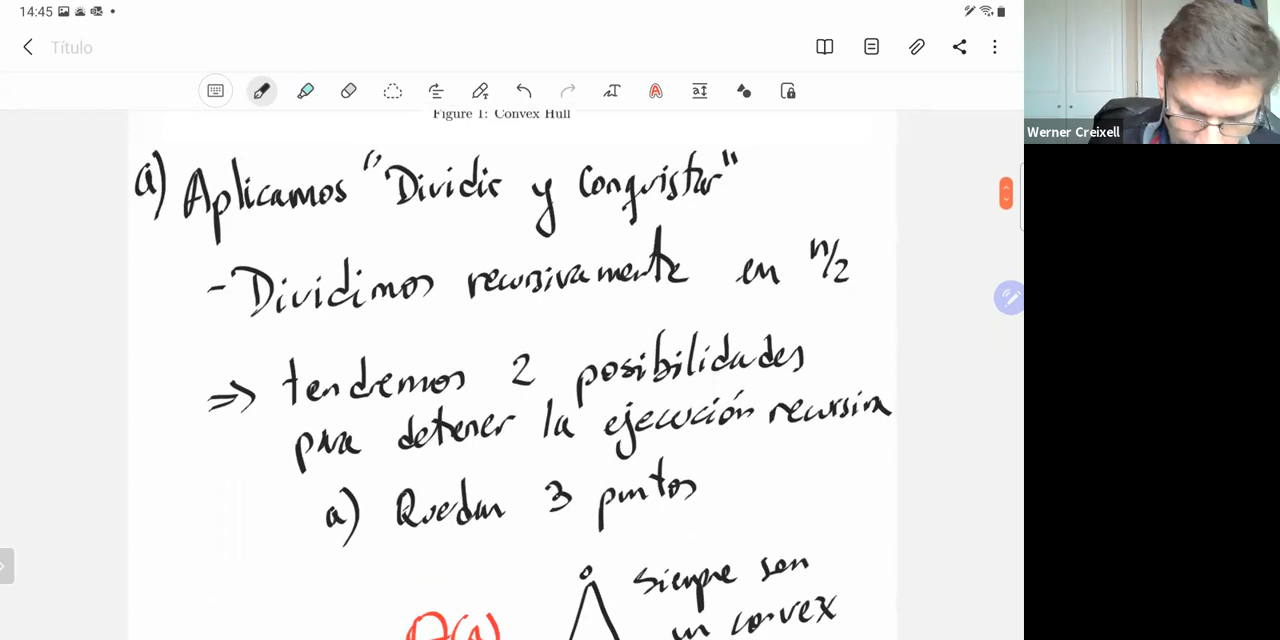 14:45
Título
Figure 1: Convex Hull
a) Aplicamos "Dividir y Conquistar"
- Dividimos recursivamente en n/2
⇒ tendremos 2 posibilidades
para detener la ejecución recursiva
a) Quedan 3 puntos
siempre son
un convex
Werner Creixell